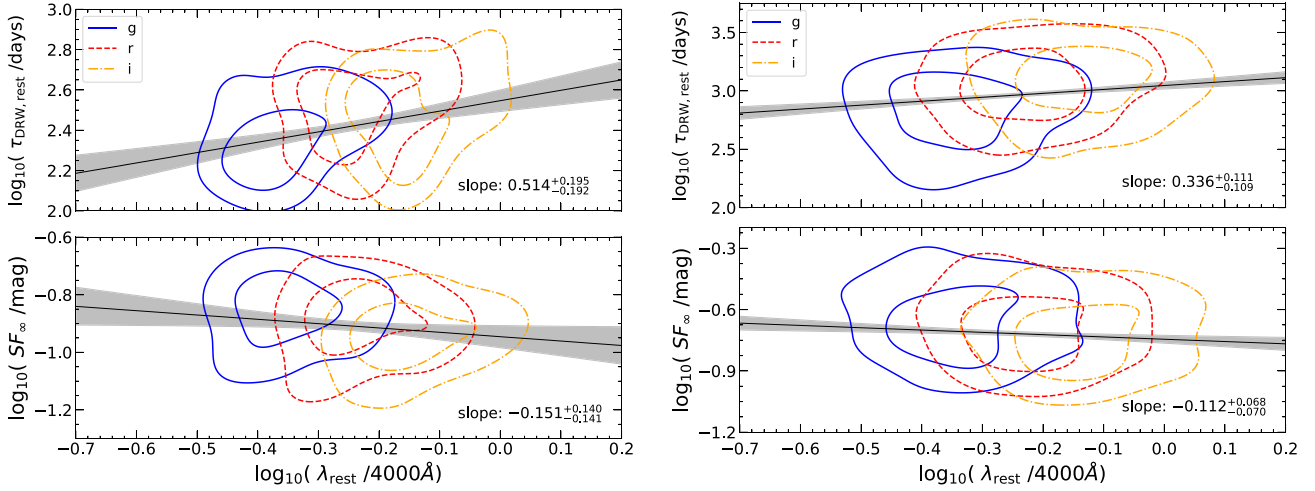 3.0
2.8
2.6
2.4
2.2
2.0
log₁₀( τ_DRW,rest /days)
g
r
i
slope: 0.514^{+0.195}_{−0.192}
−0.6
−0.8
−1.0
−1.2
log₁₀( SF_∞ /mag)
slope: −0.151^{+0.140}_{−0.141}
−0.7 −0.6 −0.5 −0.4 −0.3 −0.2 −0.1 0.0 0.1 0.2
log₁₀( λ_rest /4000Å)
3.5
3.0
2.5
2.0
log₁₀( τ_DRW,rest /days)
g
r
i
slope: 0.336^{+0.111}_{−0.109}
−0.3
−0.6
−0.9
−1.2
log₁₀( SF_∞ /mag)
slope: −0.112^{+0.068}_{−0.070}
−0.7 −0.6 −0.5 −0.4 −0.3 −0.2 −0.1 0.0 0.1 0.2
log₁₀( λ_rest /4000Å)